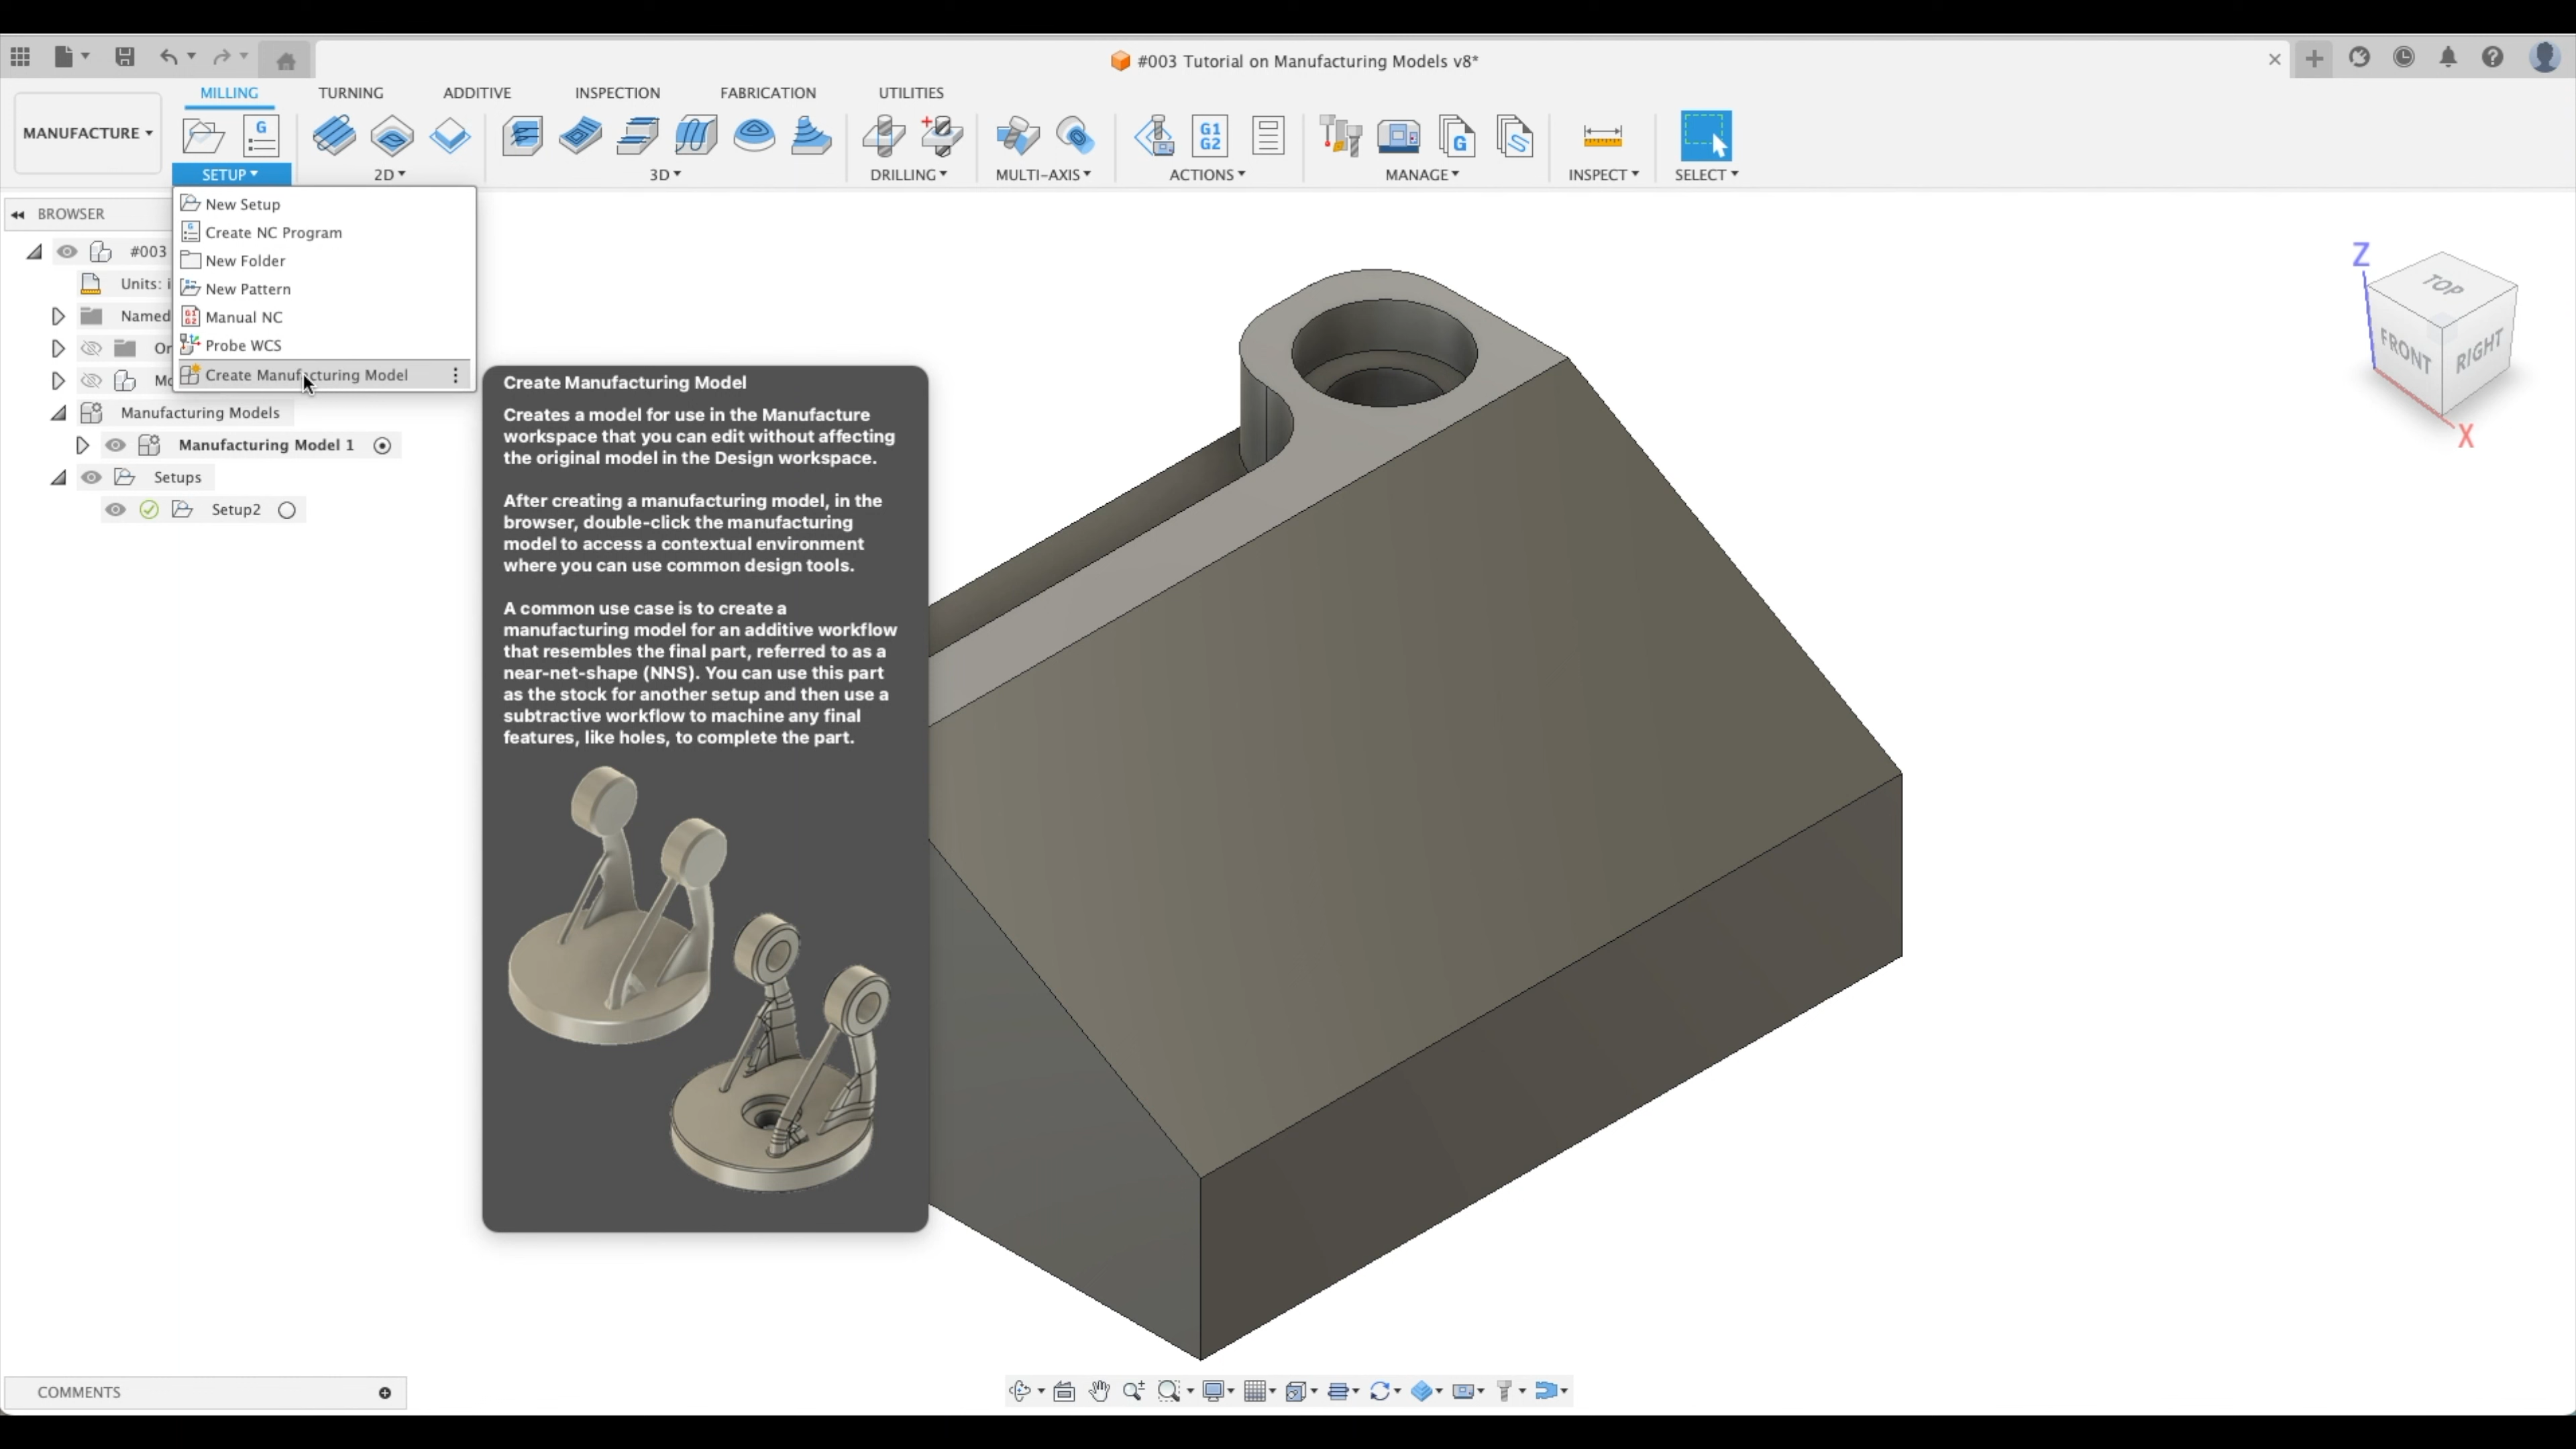 #003 Tutorial on Manufacturing Models v8*
MILLING TURNING ADDITIVE INSPECTION FABRICATION UTILITIES
MANUFACTURE
G
G1
G2
G
SETUP 2D 3D DRILLING MULTI-AXIS ACTIONS MANAGE INSPECT SELECT
BROWSER
New Setup
Create NC Program
New Folder
New Pattern
Manual NC
Probe WCS
Create Manufacturing Model
#003
Units: i
Named
Or
Mo
Manufacturing Models
Manufacturing Model 1
Setups
Setup2
Create Manufacturing Model
Creates a model for use in the Manufacture
workspace that you can edit without affecting
the original model in the Design workspace.
After creating a manufacturing model, in the
browser, double-click the manufacturing
model to access a contextual environment
where you can use common design tools.
A common use case is to create a
manufacturing model for an additive workflow
that resembles the final part, referred to as a
near-net-shape (NNS). You can use this part
as the stock for another setup and then use a
subtractive workflow to machine any final
features, like holes, to complete the part.
Z
TOP
FRONT
RIGHT
X
COMMENTS